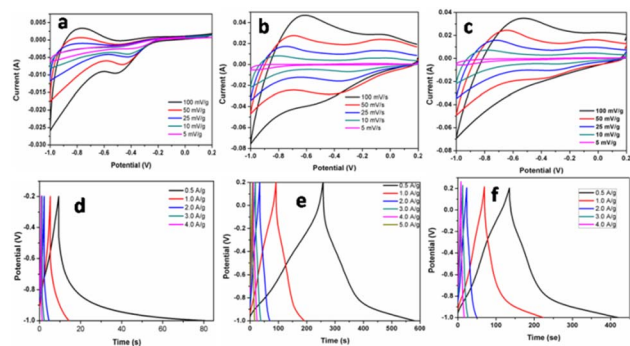 a
0.005
0.000
-0.005
-0.010
-0.015
-0.020
-0.025
-0.030
Current (A)
100 mV/g
50 mV/g
25 mV/g
10 mV/g
5 mV/g
-1.0 -0.8 -0.6 -0.4 -0.2 0.0 0.2
Potential (V)
b
0.04
0.02
0.00
-0.02
-0.04
-0.06
-0.08
Current (A)
100 mV/s
50 mV/s
25 mV/s
10 mV/s
5 mV/s
-1.0 -0.8 -0.6 -0.4 -0.2 0.0 0.2
Potential (V)
c
0.04
0.02
0.00
-0.02
-0.04
-0.06
-0.08
Current (A)
100 mV/g
50 mV/g
25 mV/g
10 mV/g
5 mV/g
-1.0 -0.8 -0.6 -0.4 -0.2 0.0 0.2
Potential (V)
d
0.0
-0.2
-0.4
-0.6
-0.8
-1.0
Potential (V)
0.5 A/g
1.0 A/g
2.0 A/g
3.0 A/g
4.0 A/g
0 20 40 60 80
Time (s)
e
0.2
0.0
-0.2
-0.4
-0.6
-0.8
-1.0
Potential (V)
0.5 A/g
1.0 A/g
2.0 A/g
3.0 A/g
4.0 A/g
5.0 A/g
0 200 400 600
Time (s)
f
0.2
0.0
-0.2
-0.4
-0.6
-0.8
-1.0
Potential (V)
0.5 A/g
1.0 A/g
2.0 A/g
3.0 A/g
4.0 A/g
0 200 400
Time (se)